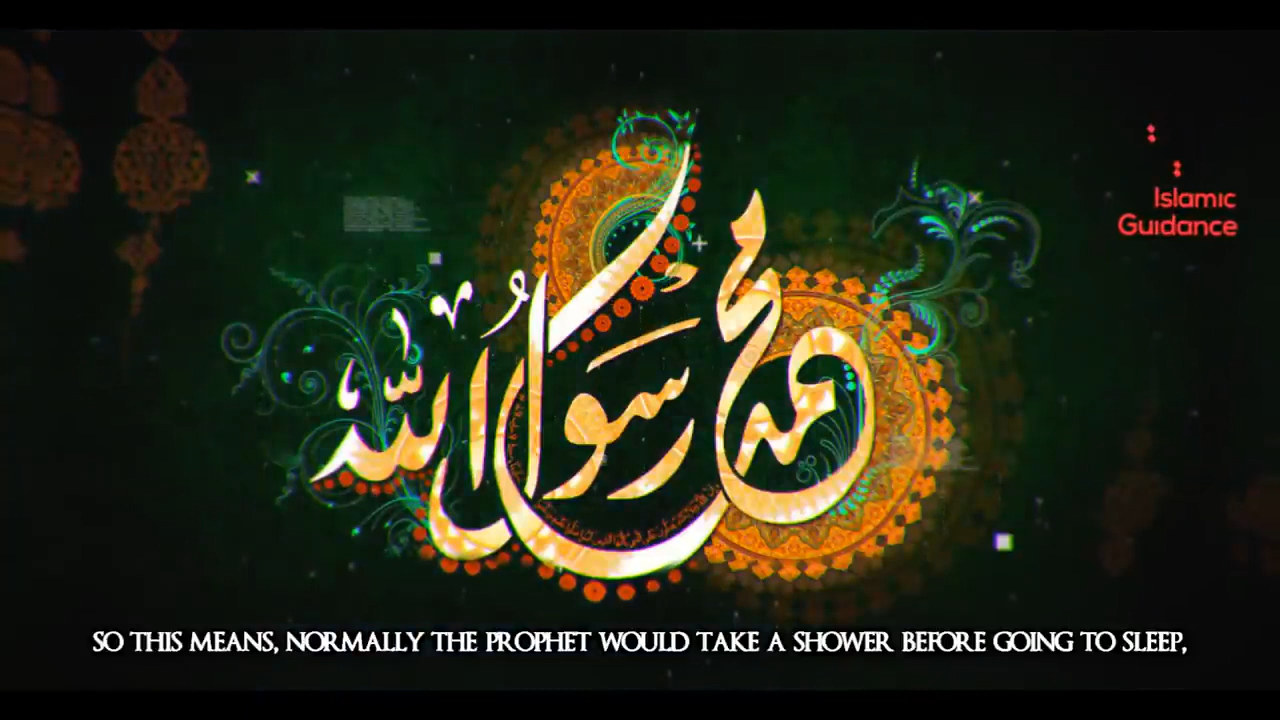 Islamic
Guidance
محمد رسول الله
SO THIS MEANS, NORMALLY THE PROPHET WOULD TAKE A SHOWER BEFORE GOING TO SLEEP,